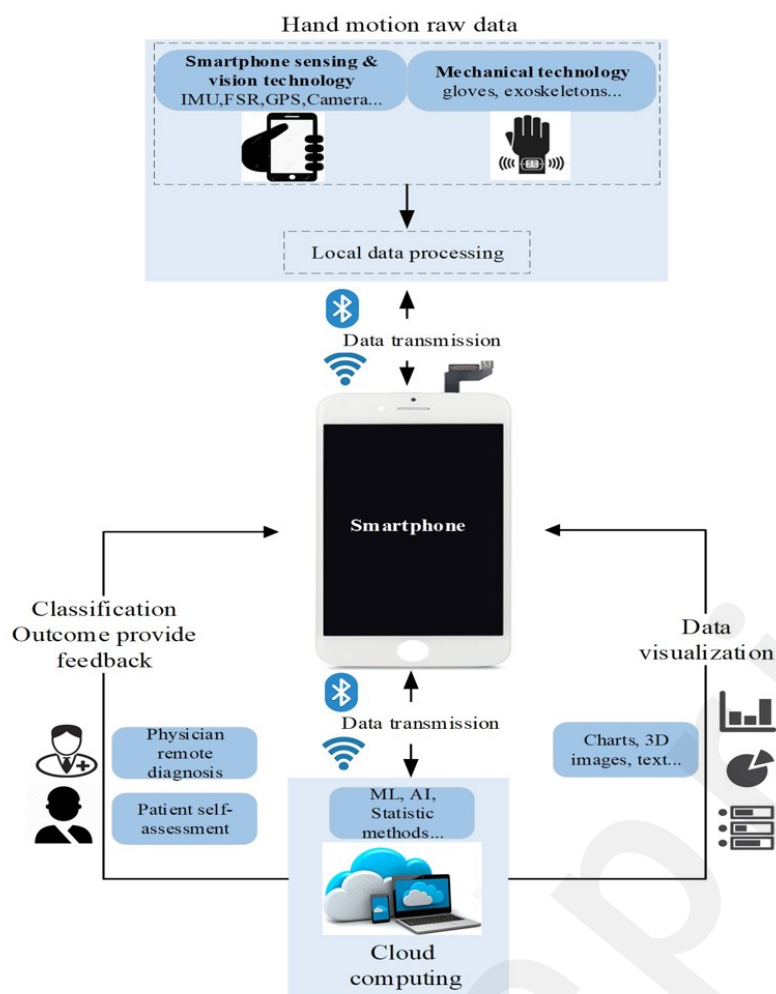 Hand motion raw data
Smartphone sensing &
vision technology
IMU,FSR,GPS,Camera...
Mechanical technology
gloves, exoskeletons...
Local data processing
Data transmission
Smartphone
Classification
Outcome provide
feedback
Data
visualization
Data transmission
Physician
remote
diagnosis
Patient self-
assessment
Charts, 3D
images, text...
ML, AI,
Statistic
methods...
Cloud
computing